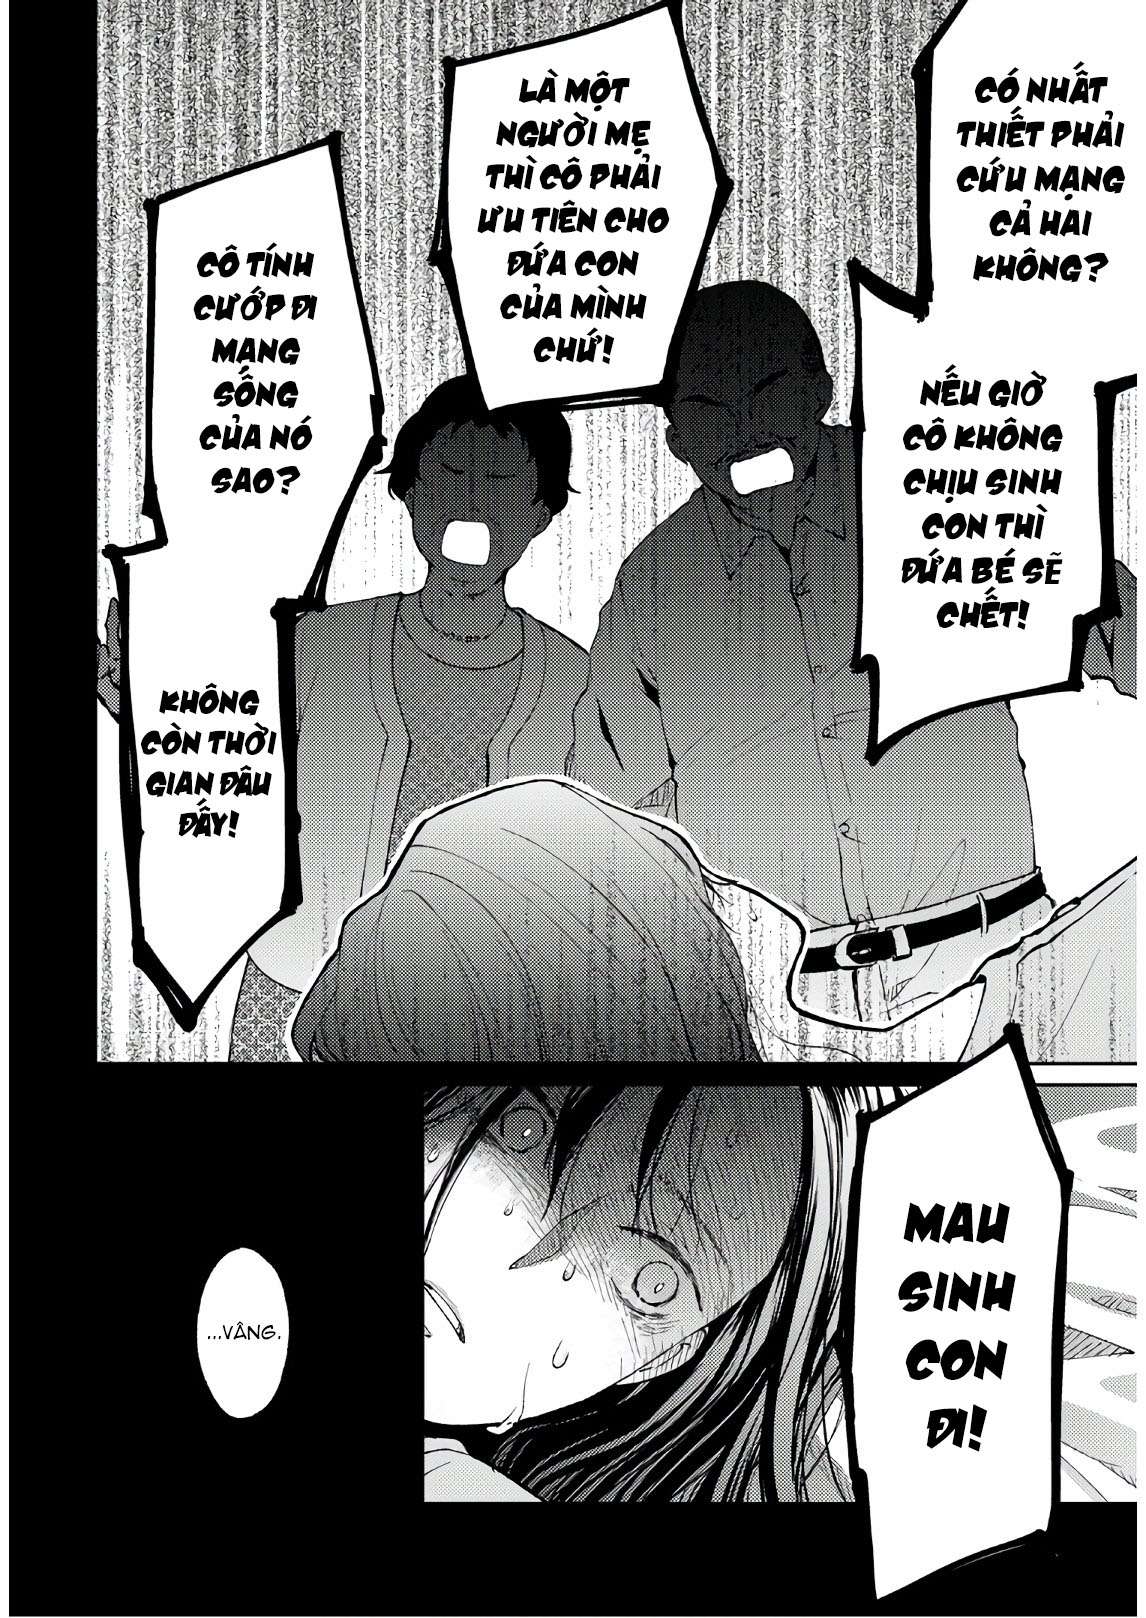 CÓ NHẤT
THIẾT PHẢI
CỨU MẠNG
CẢ HAI
KHÔNG?
NẾU GIỜ
CÔ KHÔNG
CHỊU SINH
CON THÌ
ĐỨA BÉ SẼ
CHẾT!
LÀ MỘT
NGƯỜI MẸ
THÌ CÔ PHẢI
ƯU TIÊN CHO
ĐỨA CON
CỦA MÌNH
CHỨ!
CÔ TÍNH
CƯỚP ĐI
MẠNG
SỐNG
CỦA NÓ
SAO?
KHÔNG
CÒN THỜI
GIAN ĐÂU
ĐẤY!
MAU
SINH
CON
ĐI!
...VÂNG.